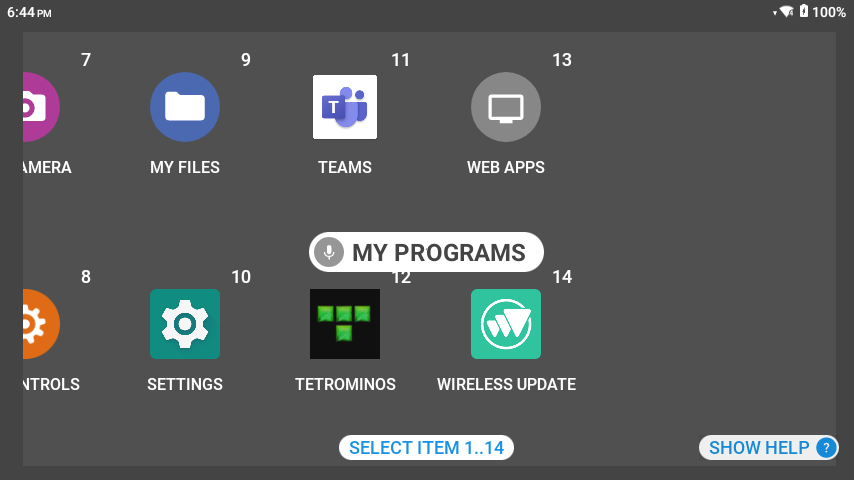 6:44 PM
100%
7
9
11
13
AMERA
MY FILES
T
TEAMS
WEB APPS
MY PROGRAMS
8
10
12
14
NTROLS
SETTINGS
TETROMINOS
WIRELESS UPDATE
SELECT ITEM 1..14
SHOW HELP ?